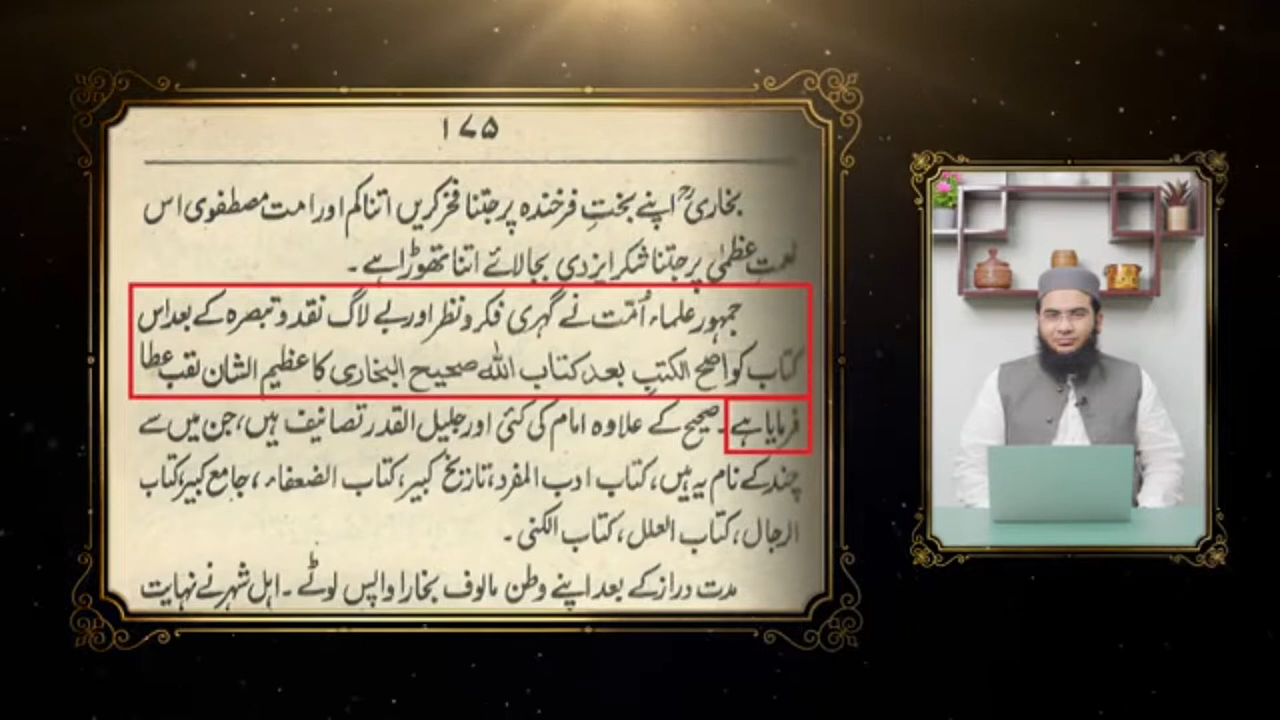 ۱۷۵
بخاریؒ اپنے بختِ فرخندہ پر جتنا فخر کریں اتنا کم اور امت مصطفوی اس
نعمتِ عظمٰی پر جتنا شکر ایزدی بجا لائے اتنا تھوڑا ہے۔
جمہور علماء اُمّت نے گہری فکر و نظر اور بے لاگ نقد و تبصرہ کے بعد اس
کتاب کو اصح الکتب بعد کتاب اللہ صحیح البخاری کا عظیم الشان لقب عطا
فرمایا ہے۔ صحیح کے علاوہ امام کی کئی اور جلیل القدر تصانیف ہیں، جن میں سے
چند کے نام یہ ہیں، کتاب ادب المفرد، تاریخ کبیر، کتاب الضعفاء، جامع کبیر، کتاب
الرجال، کتاب العلل، کتاب الکنی۔
مدت دراز کے بعد اپنے وطن مالوف بخارا واپس لوٹے۔ اہل شہر نے نہایت